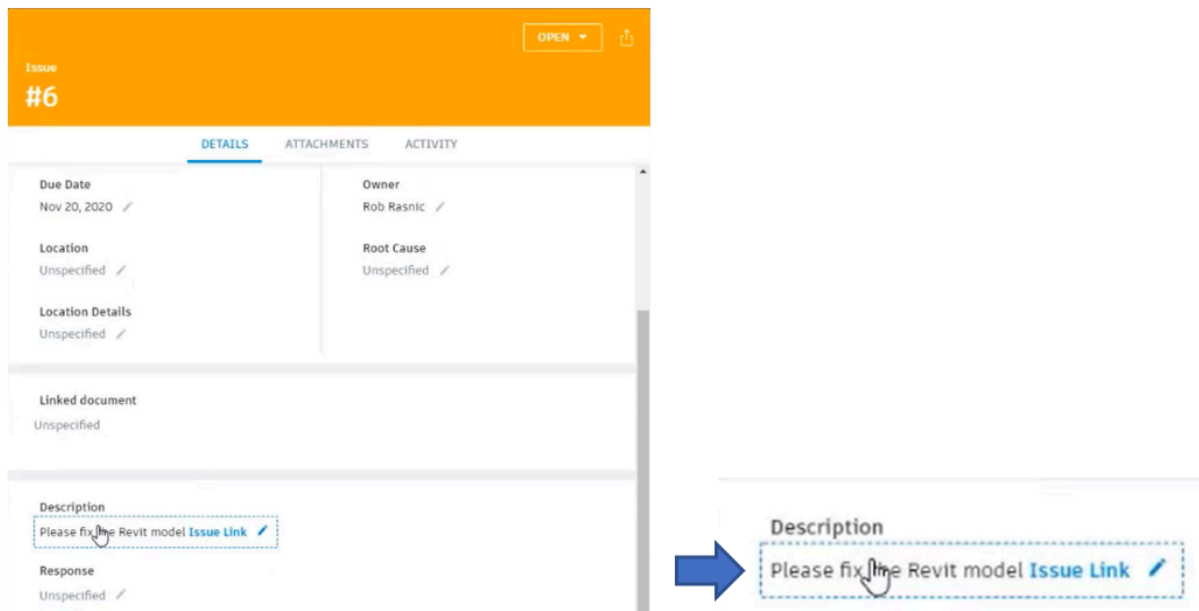 OPEN
Issue
#6
DETAILS ATTACHMENTS ACTIVITY
Due Date
Nov 20, 2020
Owner
Rob Rasnic
Location
Unspecified
Root Cause
Unspecified
Location Details
Unspecified
Linked document
Unspecified
Description
Please fix the Revit model Issue Link
Response
Unspecified
Description
Please fix the Revit model Issue Link